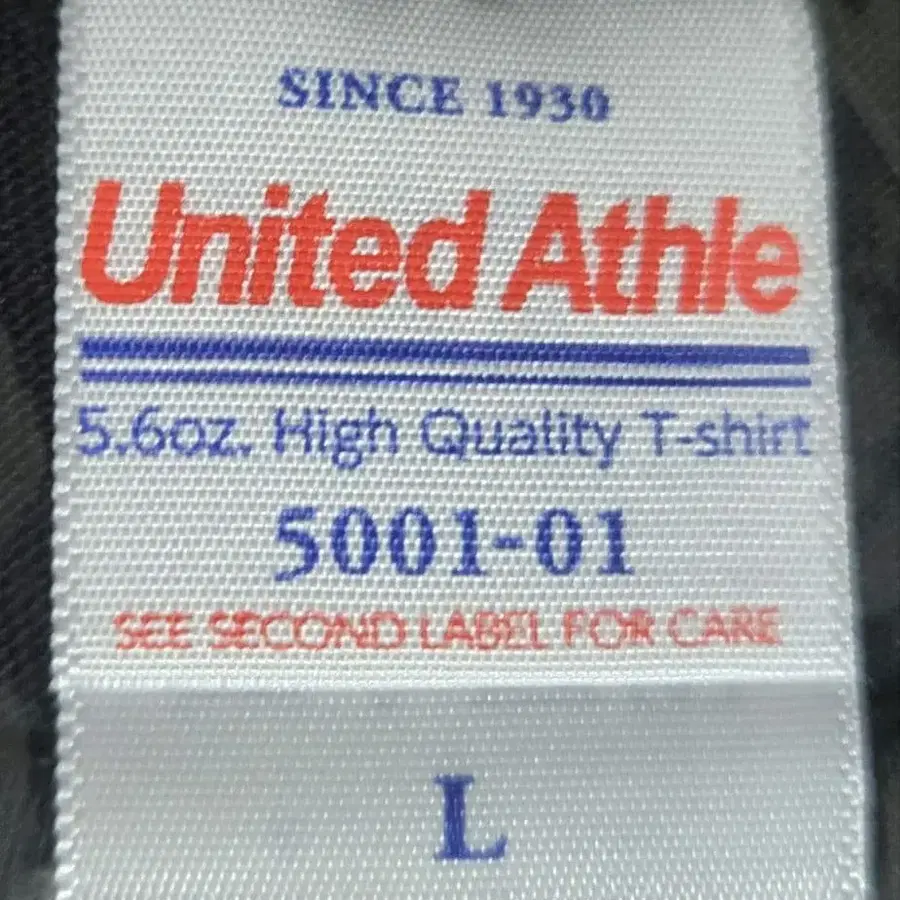 SINCE 1930
United Athle
5.6oz. High Quality T-shirt
5001-01
SEE SECOND LABEL FOR CARE
L